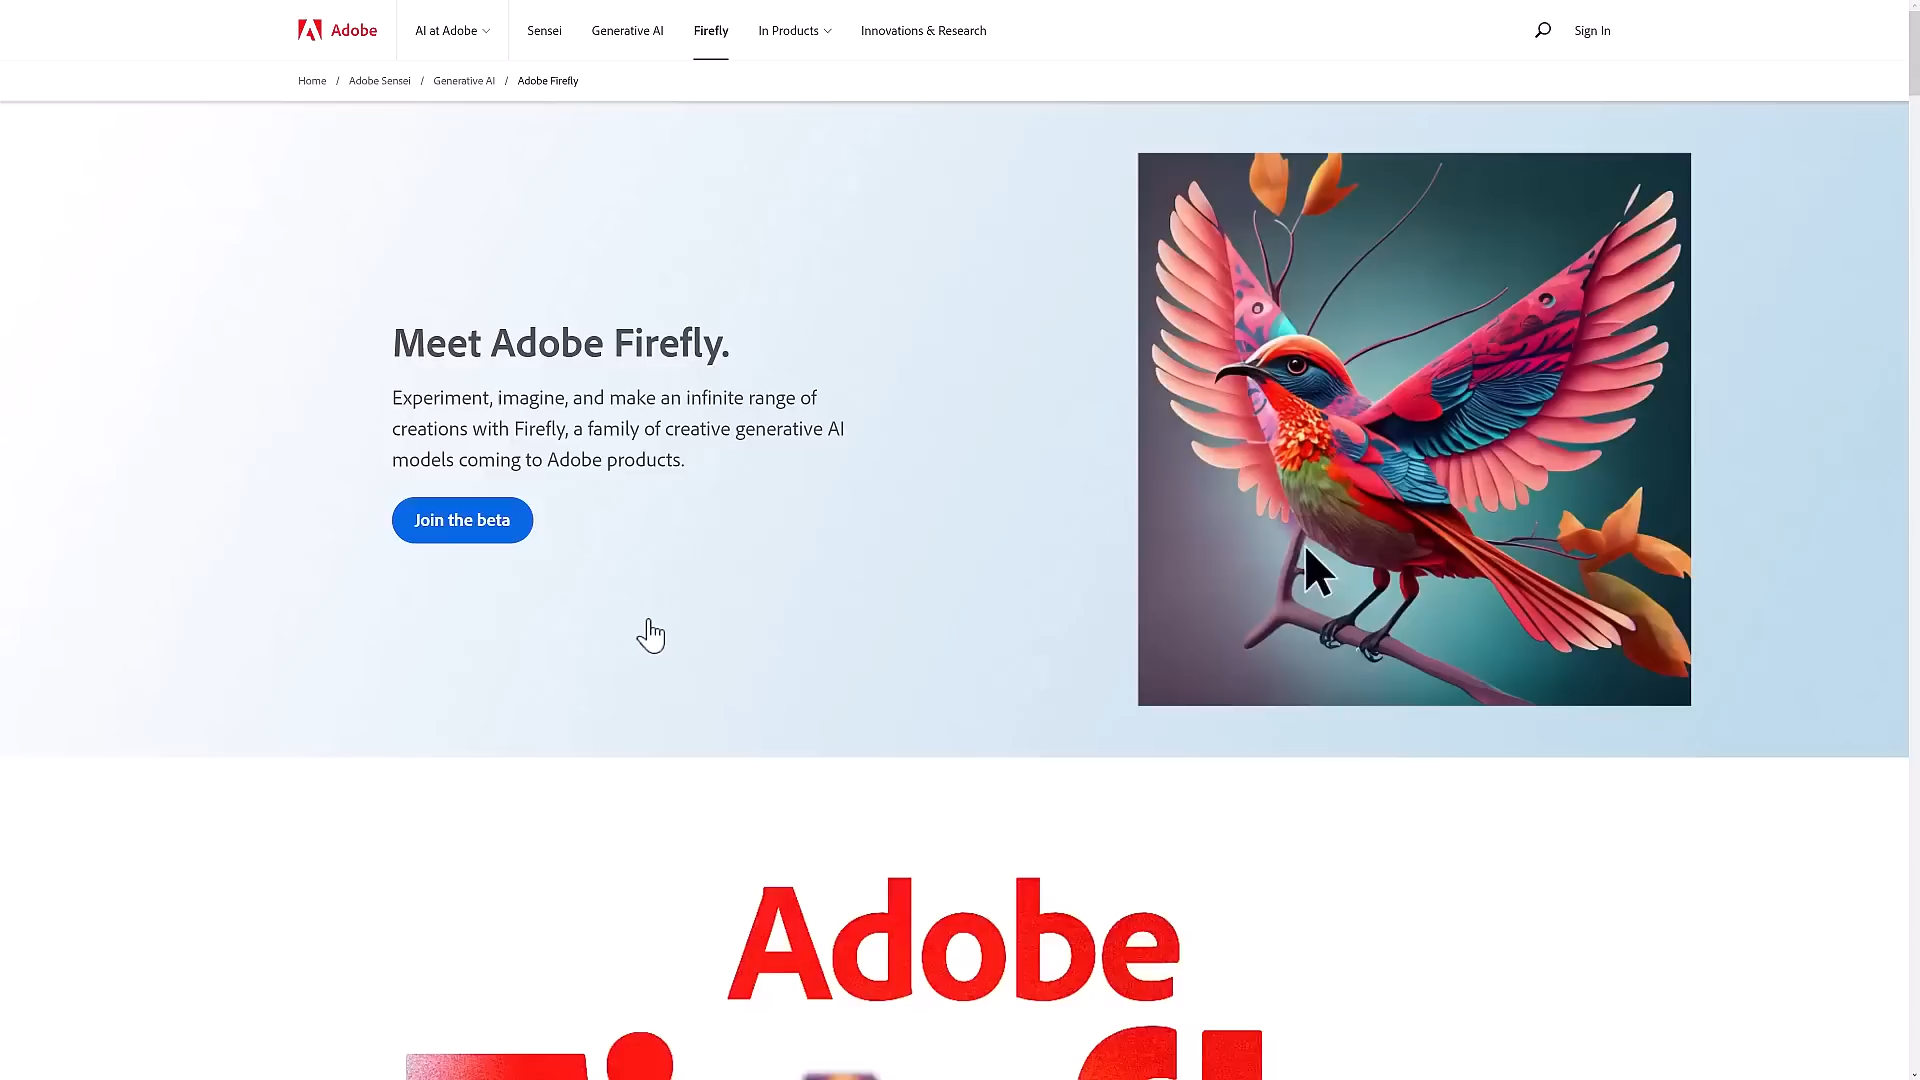 Adobe
AI at Adobe
Sensei
Generative AI
Firefly
In Products
Innovations & Research
Sign In
Home / Adobe Sensei / Generative AI / Adobe Firefly
Meet Adobe Firefly.
Experiment, imagine, and make an infinite range of
creations with Firefly, a family of creative generative AI
models coming to Adobe products.
Join the beta
Adobe